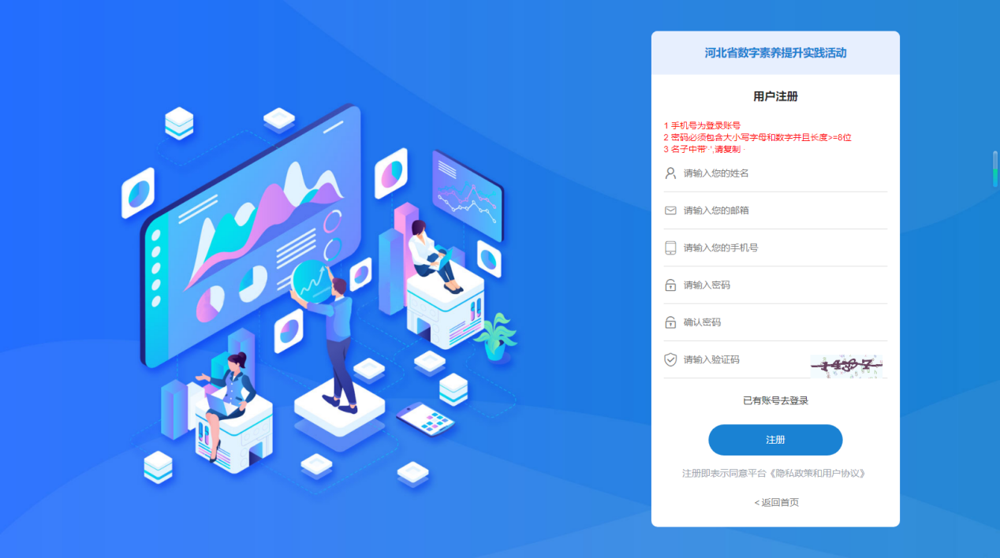 河北省数字素养提升实践活动
用户注册
1 手机号为登录账号
2 密码必须包含大小写字母和数字并且长度>=8位
3 名子中带'·',请复制 ·
请输入您的姓名
请输入您的邮箱
请输入您的手机号
请输入密码
确认密码
请输入验证码
已有账号去登录
注册
注册即表示同意平台《隐私政策和用户协议》
< 返回首页